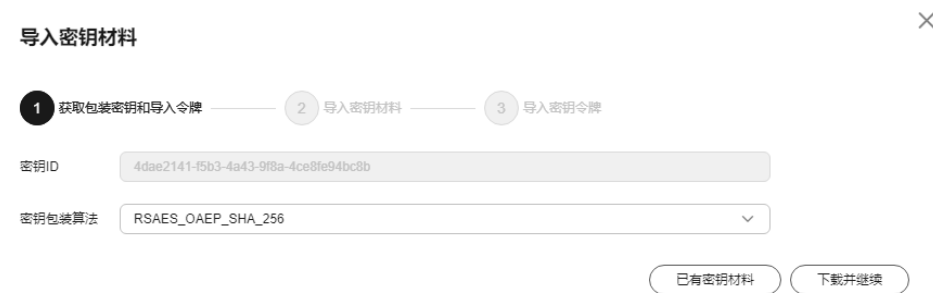 导入密钥材料
1 获取包装密钥和导入令牌 2 导入密钥材料 3 导入密钥令牌
密钥ID 4dae2141-f5b3-4a43-9f8a-4ce8fe94bc8b
密钥包装算法 RSAES_OAEP_SHA_256
已有密钥材料 下载并继续